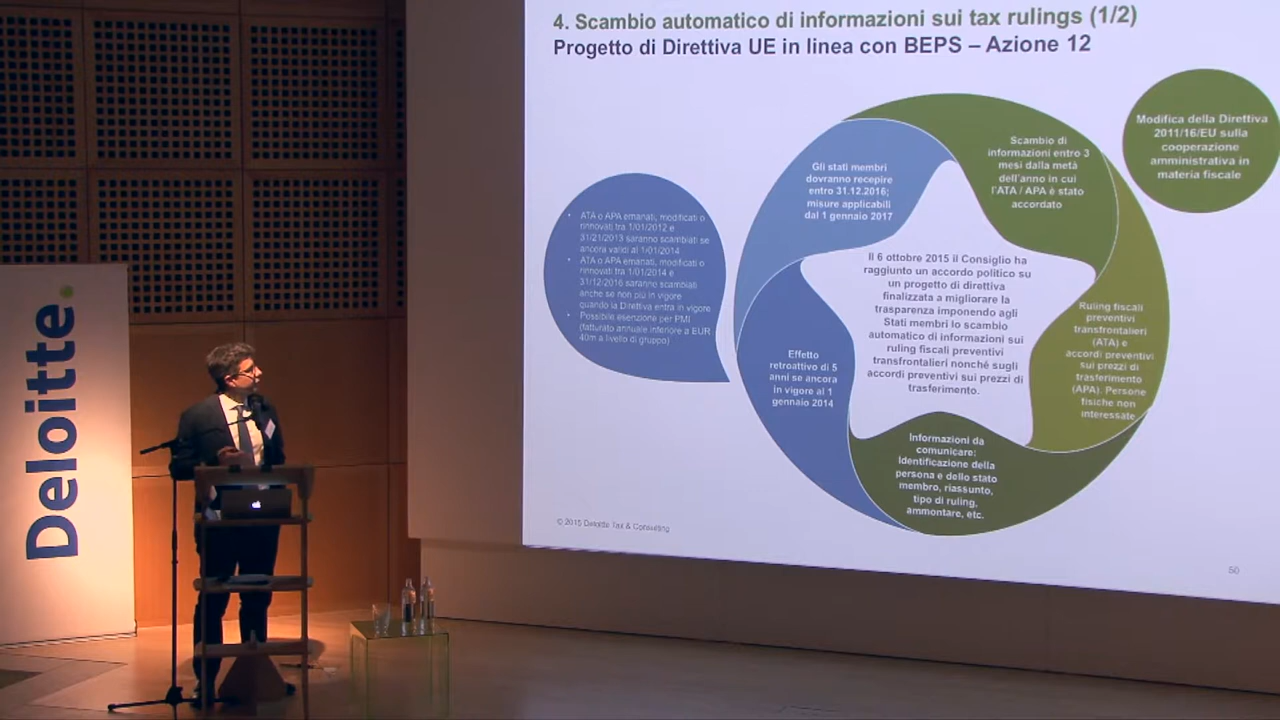 4. Scambio automatico di informazioni sui tax rulings (1/2)
Progetto di Direttiva UE in linea con BEPS – Azione 12
Modifica della Direttiva
2011/16/EU sulla
cooperazione
amministrativa in
materia fiscale
Scambio di
informazioni entro 3
mesi dalla metà
dell'anno in cui
l'ATA / APA è stato
accordato
Gli stati membri
dovranno recepire
entro 31.12.2016;
misure applicabili
dal 1 gennaio 2017
• ATA o APA emanati, modificati o
rinnovati tra 1/01/2012 e
31/21/2013 saranno scambiati se
ancora validi al 1/01/2014
• ATA o APA emanati, modificati o
rinnovati tra 1/01/2014 e
31/12/2016 saranno scambiati
anche se non più in vigore
quando la Direttiva entra in vigore
• Possibile esenzione per PMI
(fatturato annuale inferiore a EUR
40m a livello di gruppo)
Il 6 ottobre 2015 il Consiglio ha
raggiunto un accordo politico su
un progetto di direttiva
finalizzata a migliorare la
trasparenza imponendo agli
Stati membri lo scambio
automatico di informazioni sui
ruling fiscali preventivi
transfrontalieri nonché sugli
accordi preventivi sui prezzi di
trasferimento.
Ruling fiscali
preventivi
transfrontalieri
(ATA) e
accordi preventivi
sui prezzi di
trasferimento
(APA). Persone
fisiche non
interessate
Effetto
retroattivo di 5
anni se ancora
in vigore al 1
gennaio 2014
Informazioni da
comunicare:
Identificazione della
persona e dello stato
membro, riassunto,
tipo di ruling,
ammontare, etc.
© 2015 Deloitte Tax & Consulting
50
Deloitte.